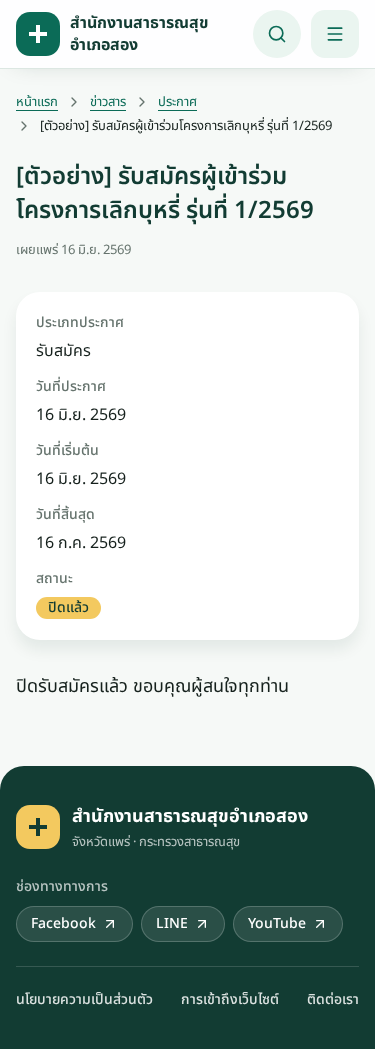 สำนักงานสาธารณสุข
อำเภอสอง
หน้าแรก > ข่าวสาร > ประกาศ
> [ตัวอย่าง] รับสมัครผู้เข้าร่วมโครงการเลิกบุหรี่ รุ่นที่ 1/2569
[ตัวอย่าง] รับสมัครผู้เข้าร่วม
โครงการเลิกบุหรี่ รุ่นที่ 1/2569
เผยแพร่ 16 มิ.ย. 2569
ประเภทประกาศ
รับสมัคร
วันที่ประกาศ
16 มิ.ย. 2569
วันที่เริ่มต้น
16 มิ.ย. 2569
วันที่สิ้นสุด
16 ก.ค. 2569
สถานะ
ปิดแล้ว
ปิดรับสมัครแล้ว ขอบคุณผู้สนใจทุกท่าน
สำนักงานสาธารณสุขอำเภอสอง
จังหวัดแพร่ · กระทรวงสาธารณสุข
ช่องทางทางการ
Facebook LINE YouTube
นโยบายความเป็นส่วนตัว การเข้าถึงเว็บไซต์ ติดต่อเรา